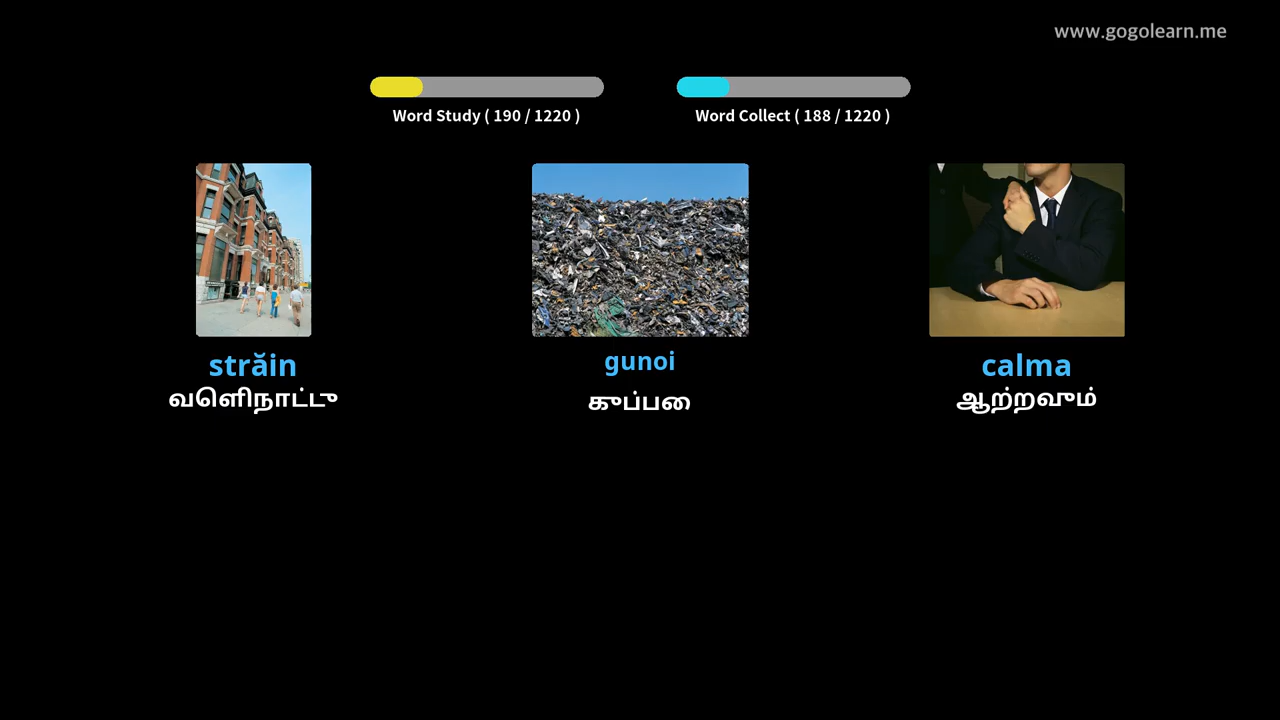 www.gogolearn.me
Word Study ( 190 / 1220 )
Word Collect ( 188 / 1220 )
străin
வெளிநாட்டு
gunoi
குப்பை
calma
ஆற்றவும்